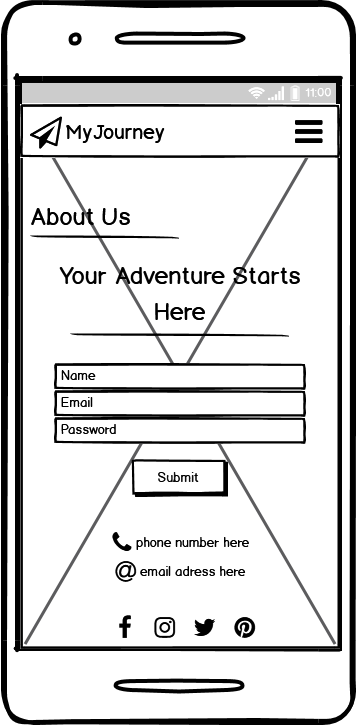 11:00
MyJourney
About Us
Your Adventure Starts
Here
Name
Email
Password
Submit
phone number here
@ email adress here